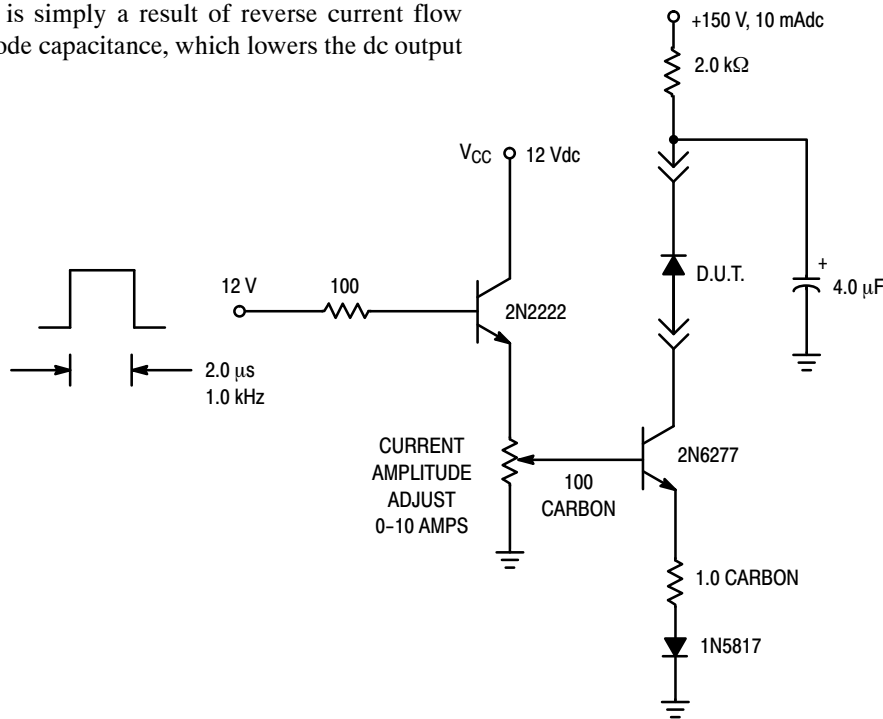 is simply a result of reverse current flow
ode capacitance, which lowers the dc output
+150 V, 10 mAdc
2.0 kΩ
VCC 12 Vdc
12 V
100
2N2222
D.U.T.
+
4.0 μF
2.0 μs
1.0 kHz
CURRENT
AMPLITUDE
ADJUST
0-10 AMPS
100
CARBON
2N6277
1.0 CARBON
1N5817